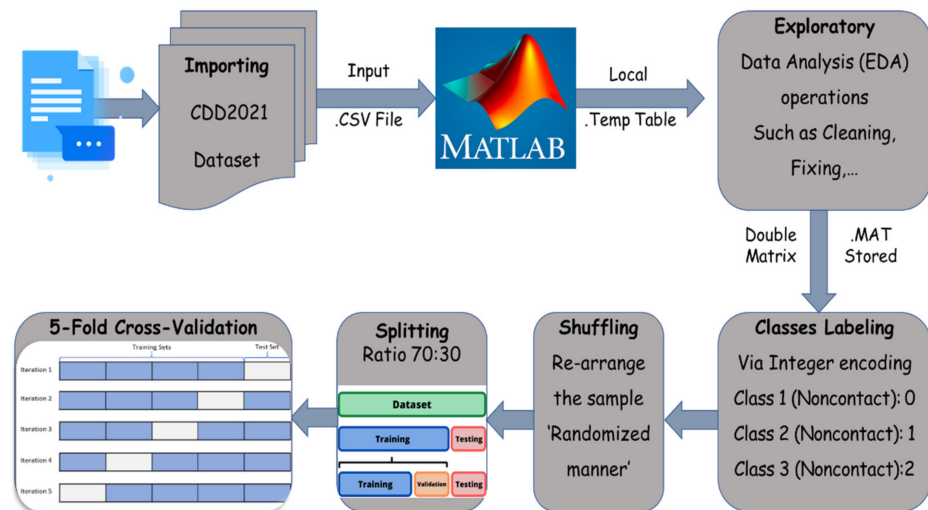 Importing
CDD2021
Dataset
Input
.CSV File
MATLAB
Local
.Temp Table
Exploratory
Data Analysis (EDA)
operations
Such as Cleaning,
Fixing,...
Double
Matrix
.MAT
Stored
Classes Labeling
Via Integer encoding
Class 1 (Noncontact): 0
Class 2 (Noncontact): 1
Class 3 (Noncontact):2
Shuffling
Re-arrange
the sample
‘Randomized
manner’
Splitting
Ratio 70:30
Dataset
Training Testing
Training Validation Testing
5-Fold Cross-Validation
Training Sets Test Set
Iteration 1
Iteration 2
Iteration 3
Iteration 4
Iteration 5